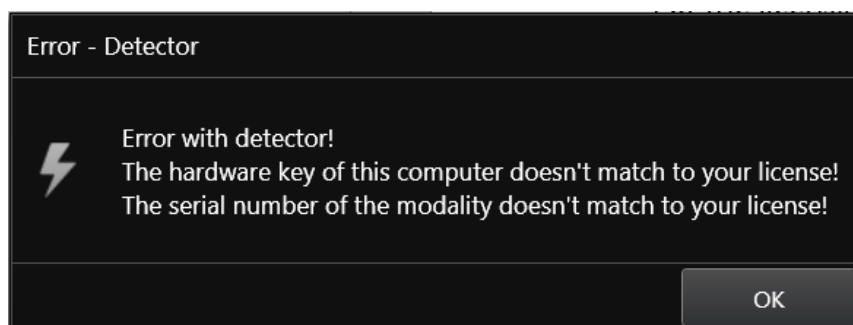 Error - Detector
Error with detector!
The hardware key of this computer doesn't match to your license!
The serial number of the modality doesn't match to your license!
OK